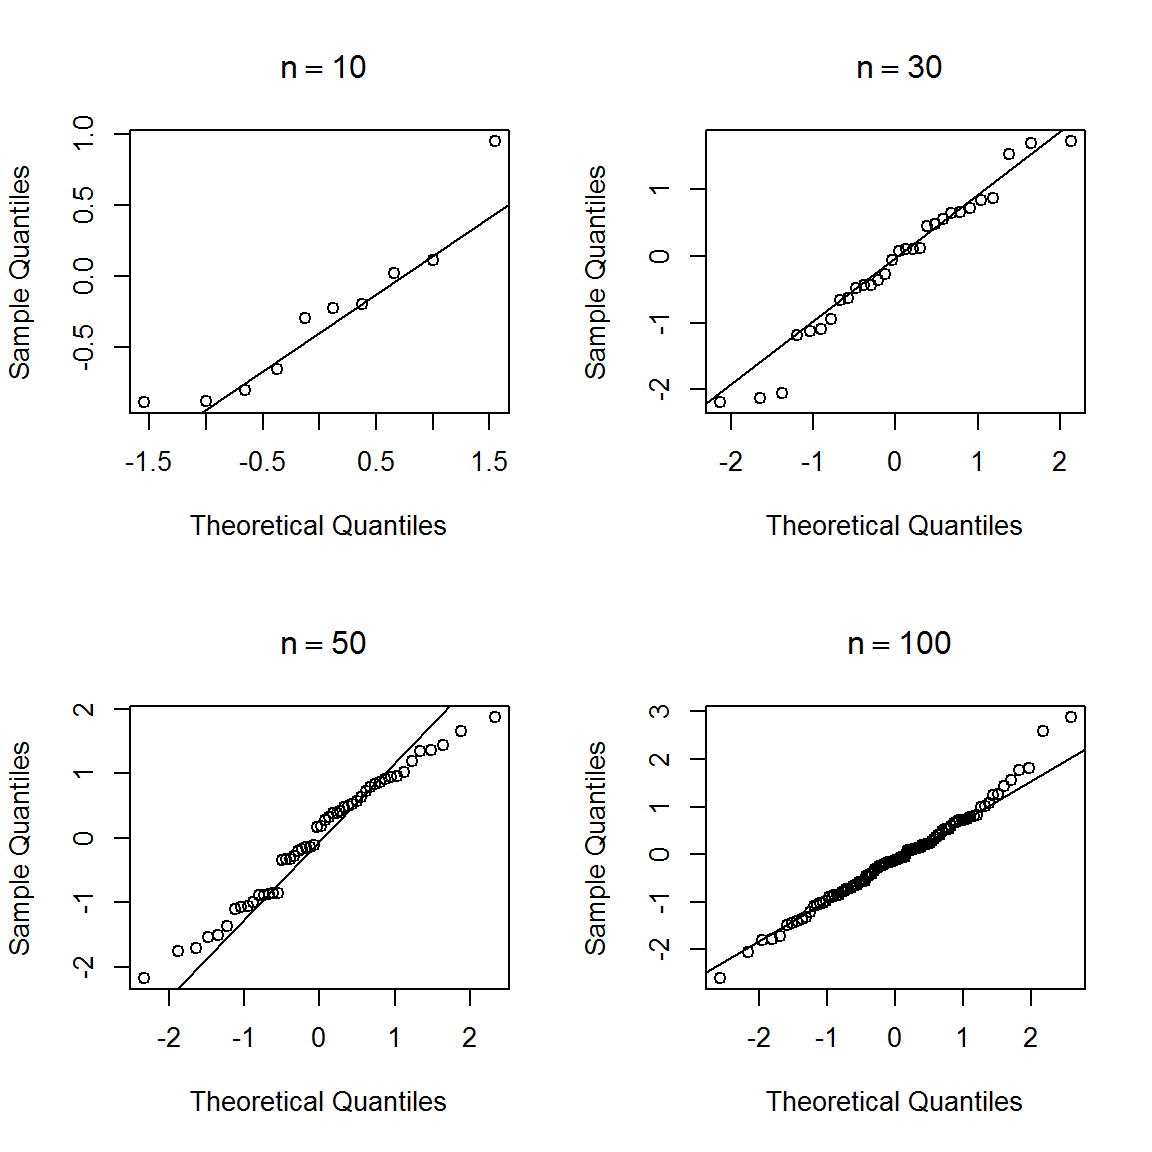 n = 10
Sample Quantiles
1.0
0.5
0.0
-0.5
-1.5 -0.5 0.5 1.5
Theoretical Quantiles
n = 30
Sample Quantiles
1
0
-1
-2
-2 -1 0 1 2
Theoretical Quantiles
n = 50
Sample Quantiles
2
1
0
-1
-2
-2 -1 0 1 2
Theoretical Quantiles
n = 100
Sample Quantiles
3
2
1
0
-1
-2
-2 -1 0 1 2
Theoretical Quantiles